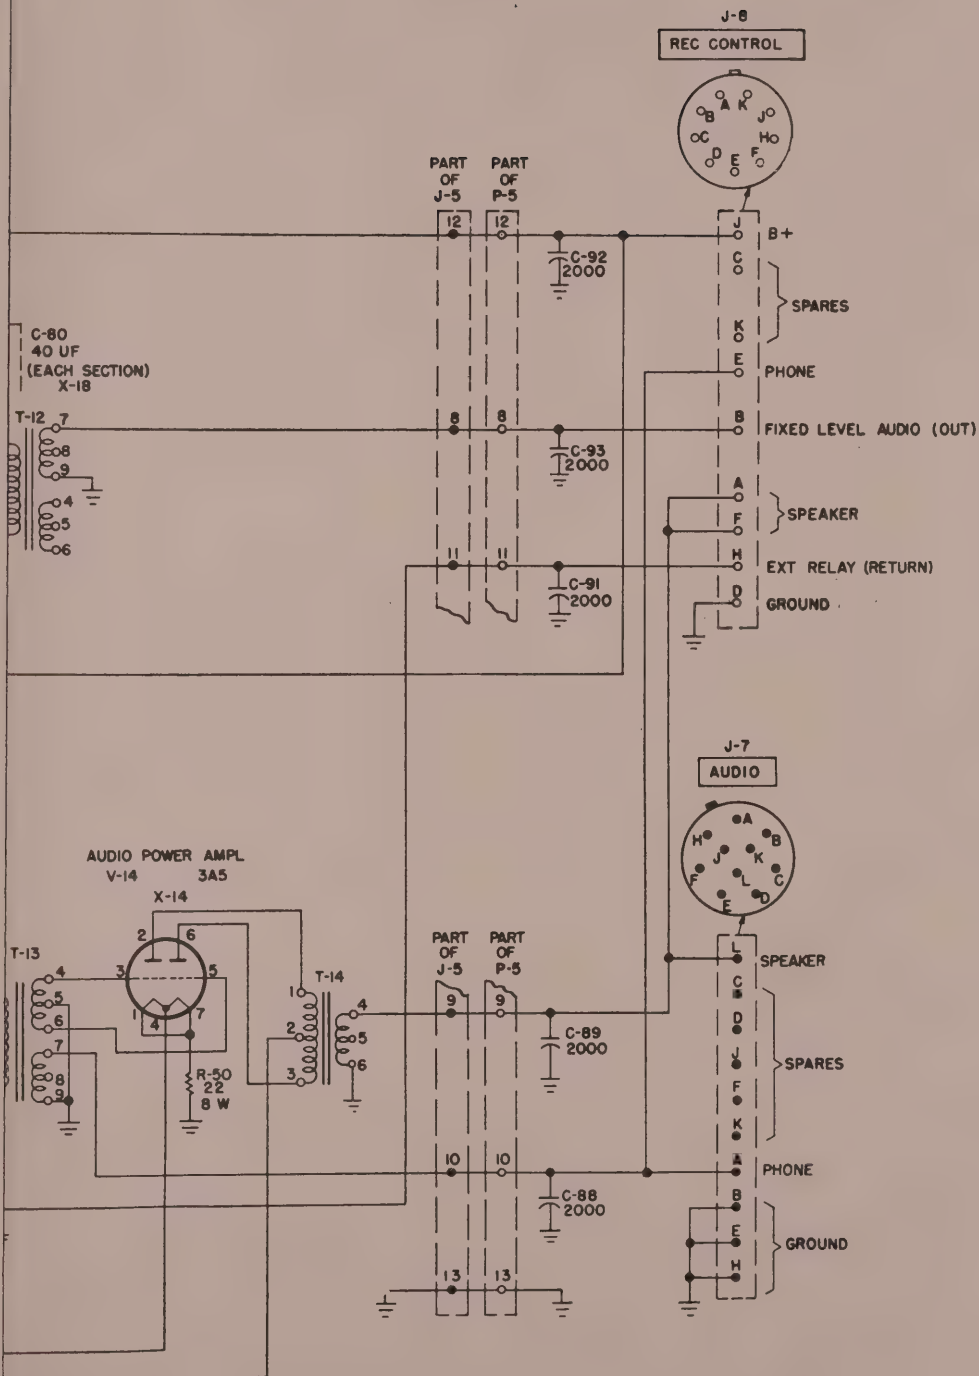 J-8
REC CONTROL
A K
B J
C H
D E F
PART OF J-5
PART OF P-5
12 12
J B+
C
C-92
2000
SPARES
K
C-80
40 UF
(EACH SECTION)
X-18
E PHONE
T-12 7
8
9
4
5
6
8 8
B FIXED LEVEL AUDIO (OUT)
C-93
2000
A
SPEAKER
F
11 11
H EXT RELAY (RETURN)
C-91
2000
D GROUND
J-7
AUDIO
A
H B
J K
F L C
E D
AUDIO POWER AMPL
V-14 3A5
X-14
2 6
3 5
1 4 7
T-13
4
5
6
7
8
9
R-50
22
8 W
T-14
1
2
3
4
5
6
PART OF J-5
PART OF P-5
9 9
C-89
2000
L SPEAKER
C
D
J
SPARES
F
K
10 10
A PHONE
C-88
2000
B
E GROUND
H
13 13